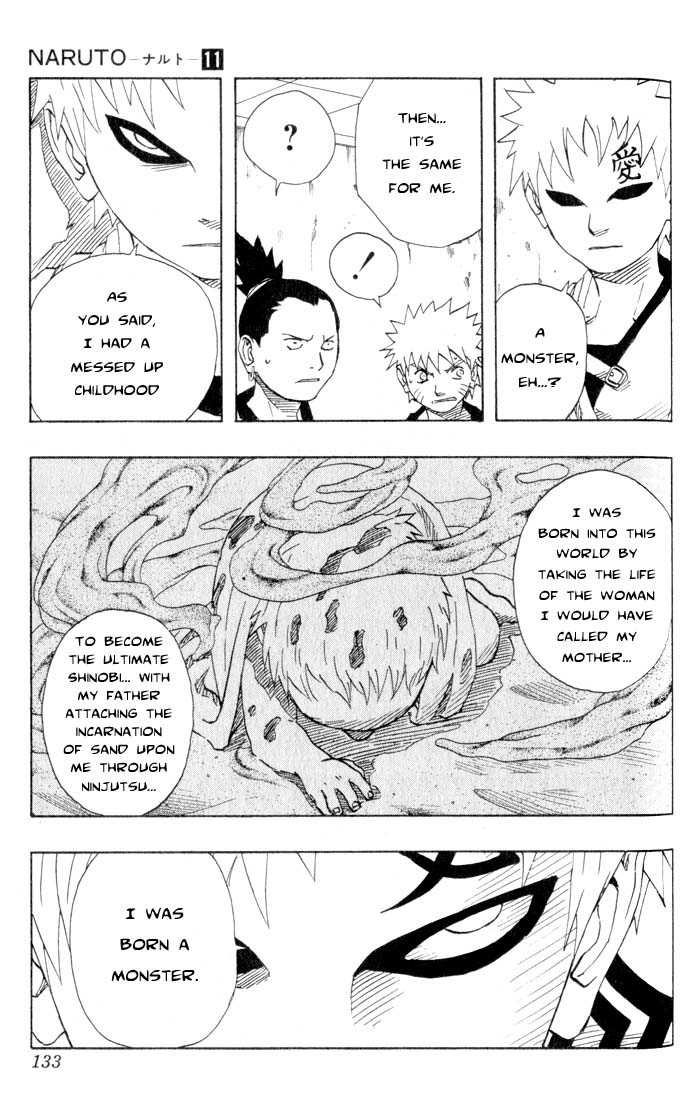 NARUTO—ナルト—11
A
MONSTER,
EH...?
愛
THEN...
IT'S
THE SAME
FOR ME.
?
!
AS
YOU SAID,
I HAD A
MESSED UP
CHILDHOOD
I WAS
BORN INTO THIS
WORLD BY
TAKING THE LIFE
OF THE WOMAN
I WOULD HAVE
CALLED MY
MOTHER...
TO BECOME
THE ULTIMATE
SHINOBI... WITH
MY FATHER
ATTACHING THE
INCARNATION
OF SAND UPON
ME THROUGH
NINJUTSU...
I WAS
BORN A
MONSTER.
133